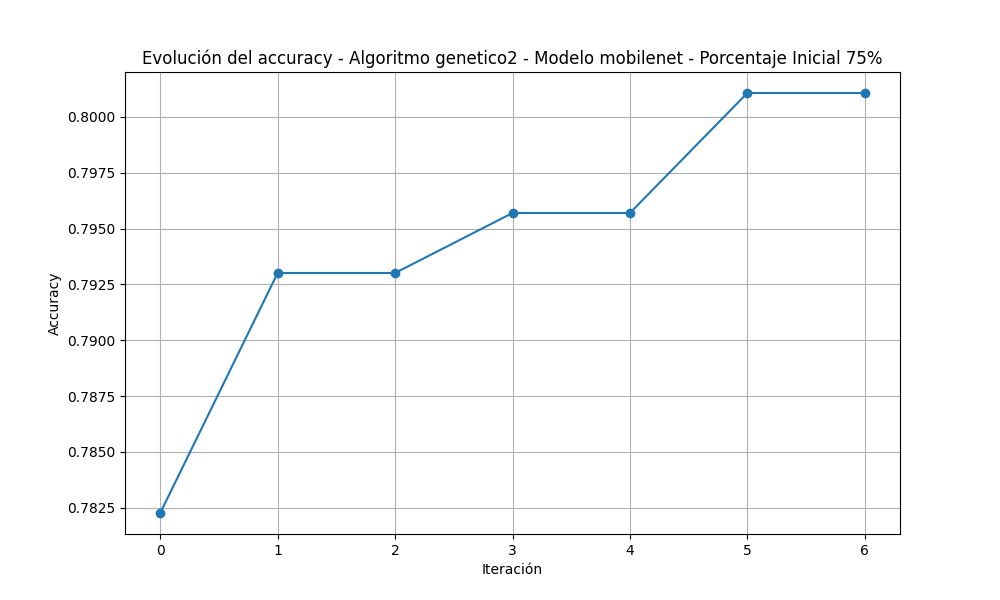 Evolución del accuracy - Algoritmo genetico2 - Modelo mobilenet - Porcentaje Inicial 75%
Accuracy
0.8000
0.7975
0.7950
0.7925
0.7900
0.7875
0.7850
0.7825
0 1 2 3 4 5 6
Iteración